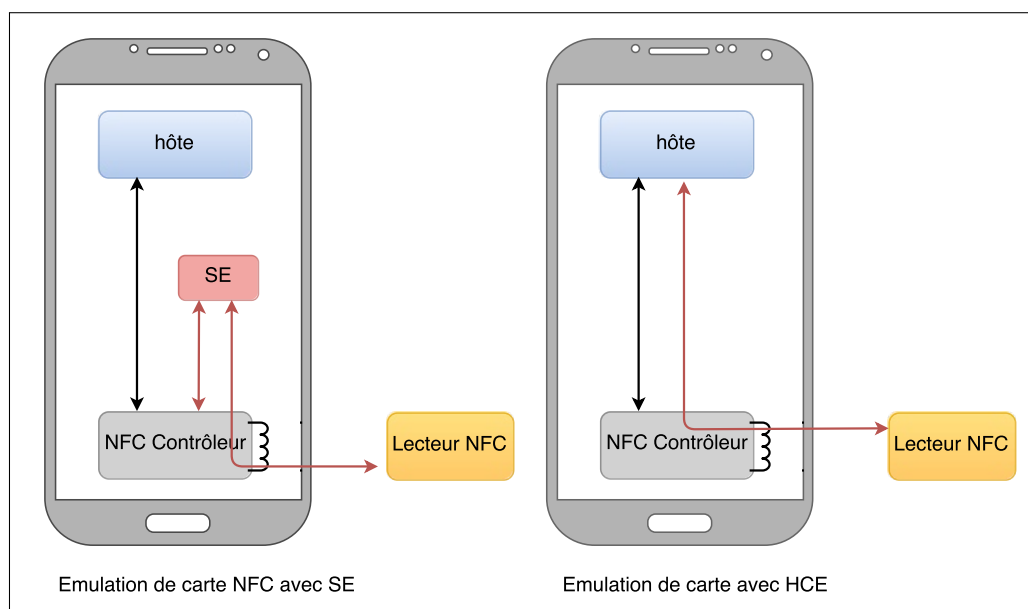 hôte
SE
NFC Contrôleur
Lecteur NFC
Emulation de carte NFC avec SE
hôte
NFC Contrôleur
Lecteur NFC
Emulation de carte avec HCE